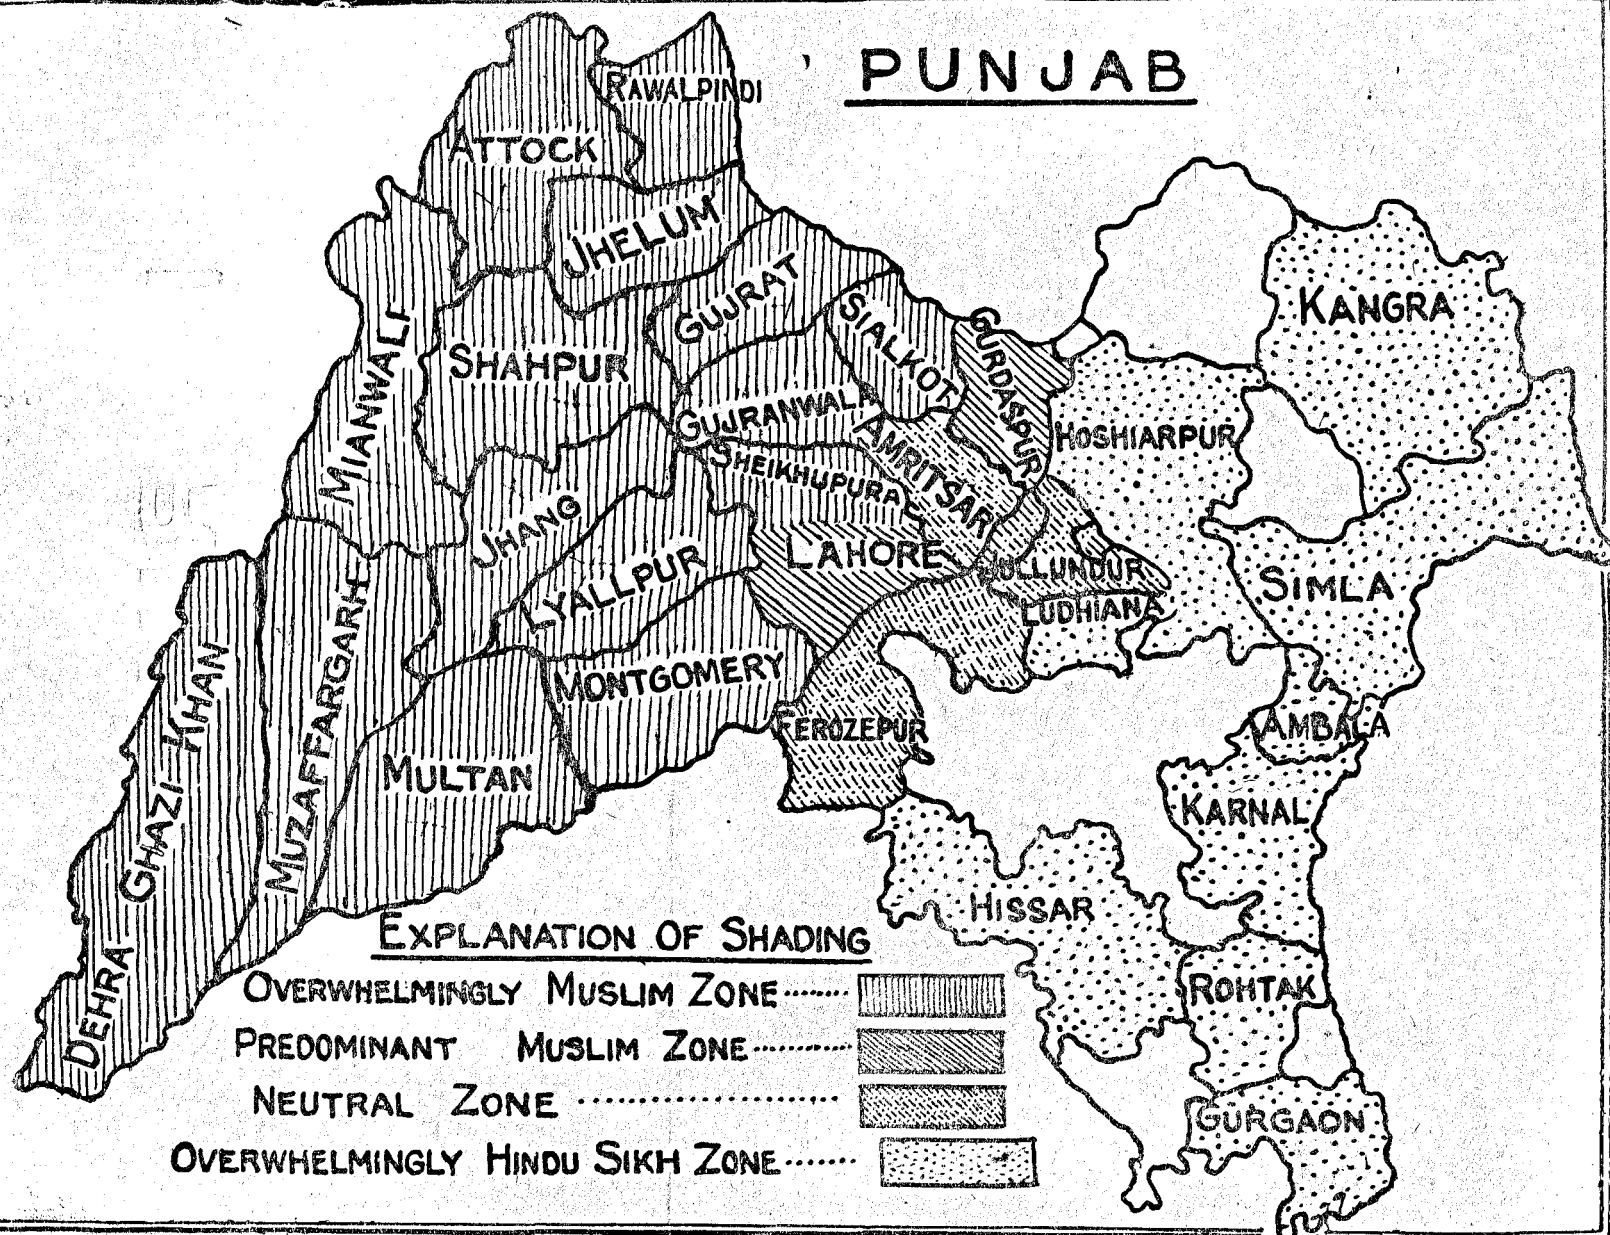 PUNJAB
RAWALPINDI
ATTOCK
JHELUM
GUJRAT
SIALKOT
GURDASPUR
KANGRA
MIANWALI
SHAHPUR
GUJRANWALA
AMRITSAR
HOSHIARPUR
SHEIKHUPURA
JHANG
LYALLPUR
LAHORE
JULLUNDUR
LUDHIANA
SIMLA
DEHRA GHAZI KHAN
MUZAFFARGARH
MONTGOMERY
MULTAN
FEROZEPUR
AMBALA
KARNAL
HISSAR
ROHTAK
GURGAON
EXPLANATION OF SHADING
OVERWHELMINGLY MUSLIM ZONE
PREDOMINANT MUSLIM ZONE
NEUTRAL ZONE
OVERWHELMINGLY HINDU SIKH ZONE